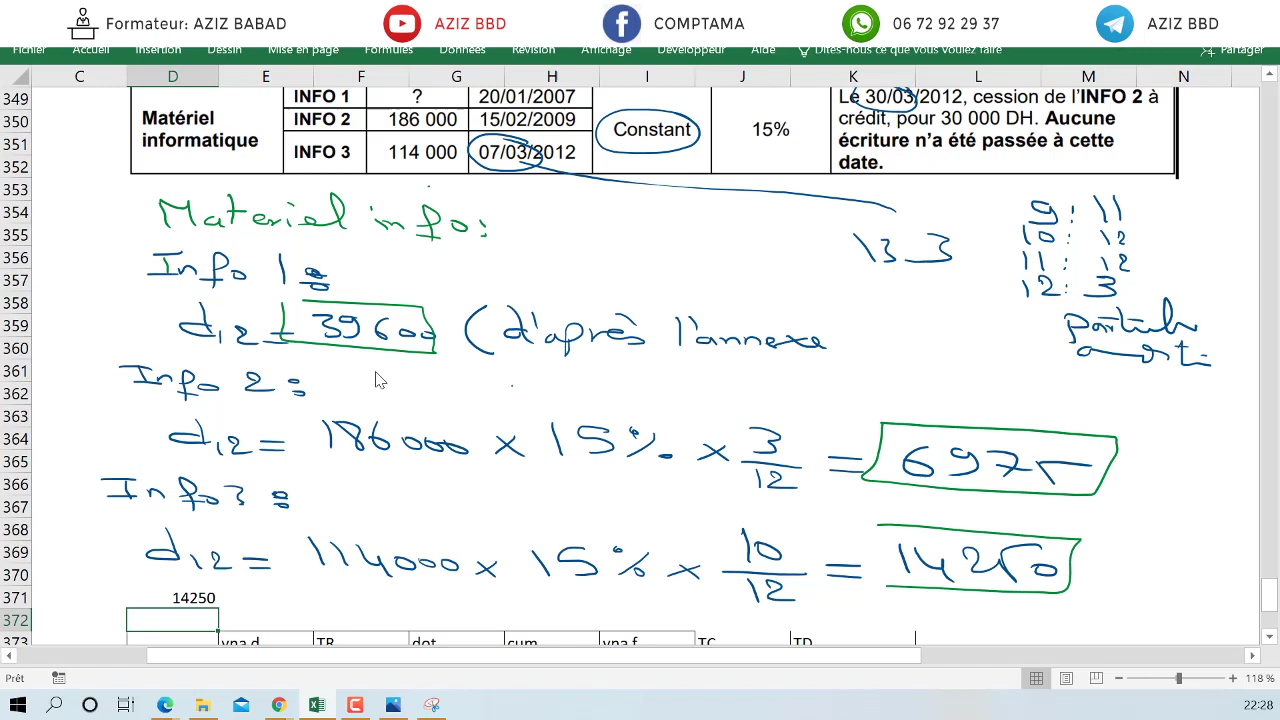 Formateur: AZIZ BABAD
AZIZ BBD
COMPTAMA
06 72 92 29 37
AZIZ BBD
Fichier Accueil Insertion Dessin Mise en page Formules Données Révision Affichage Développeur Aide Dites-nous ce que vous voulez faire Partager
C D E F G H I J K L M N
349
350
351
352
353
354
355
356
357
358
359
360
361
362
363
364
365
366
367
368
369
370
371
372
373
Matériel
informatique
INFO 1 ? 20/01/2007
INFO 2 186 000 15/02/2009
INFO 3 114 000 07/03/2012
Constant
15%
Le 30/03/2012, cession de l'INFO 2 à
crédit, pour 30 000 DH. Aucune
écriture n'a été passée à cette
date.
Materiel info:
Info 1 :
d12 = 39600 (d'après l'annexe
Info 2 :
d12 = 186000 × 15% × 3/12 = 6975
Info 3 :
d12 = 114000 × 15% × 10/12 = 14250
133
9 : 11
10 : 12
11 : 12
12 : 3
14250
vna d TR dot cum vna f TC TD
Prêt
118 %
22:28